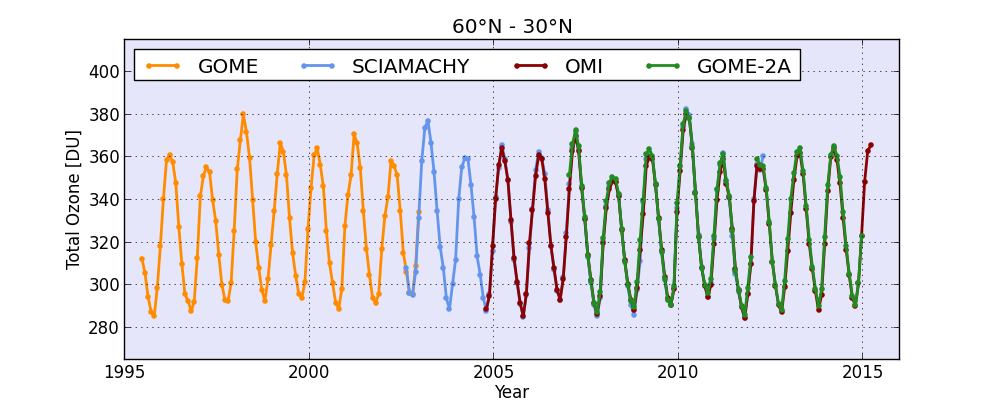 60°N - 30°N
GOME SCIAMACHY OMI GOME-2A
400
380
360
340
320
300
280
Total Ozone [DU]
1995 2000 2005 2010 2015
Year